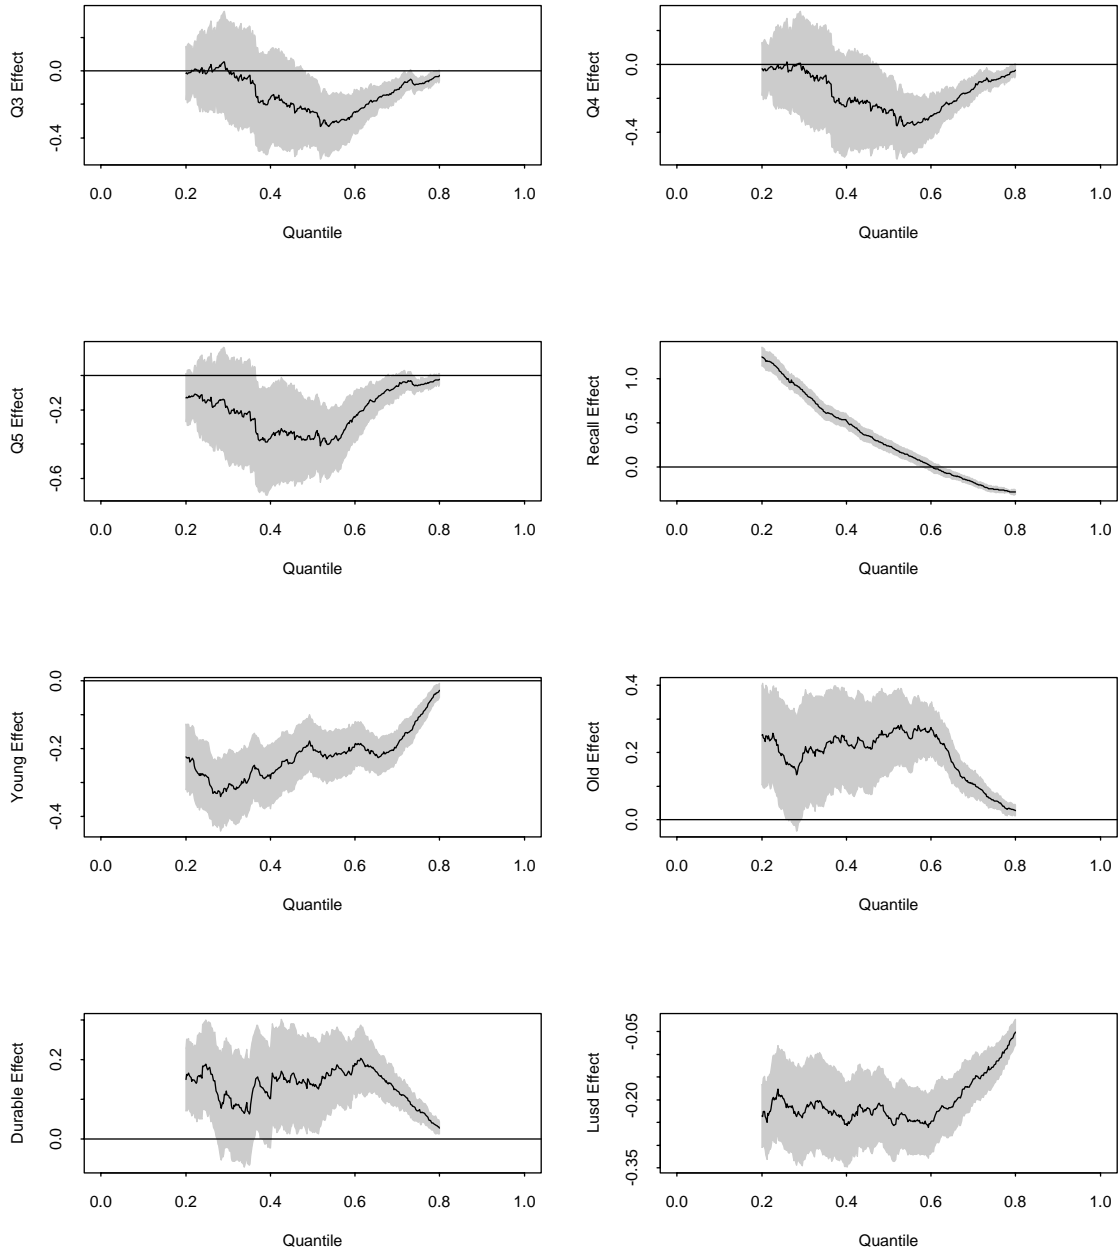 Q3 Effect
-0.4 0.0
0.0 0.2 0.4 0.6 0.8 1.0
Quantile
Q4 Effect
-0.4 0.0
0.0 0.2 0.4 0.6 0.8 1.0
Quantile
Q5 Effect
-0.6 -0.2
0.0 0.2 0.4 0.6 0.8 1.0
Quantile
Recall Effect
0.0 0.5 1.0
0.0 0.2 0.4 0.6 0.8 1.0
Quantile
Young Effect
-0.4 -0.2 0.0
0.0 0.2 0.4 0.6 0.8 1.0
Quantile
Old Effect
0.0 0.2 0.4
0.0 0.2 0.4 0.6 0.8 1.0
Quantile
Durable Effect
0.0 0.2
0.0 0.2 0.4 0.6 0.8 1.0
Quantile
Lusd Effect
-0.35 -0.20 -0.05
0.0 0.2 0.4 0.6 0.8 1.0
Quantile